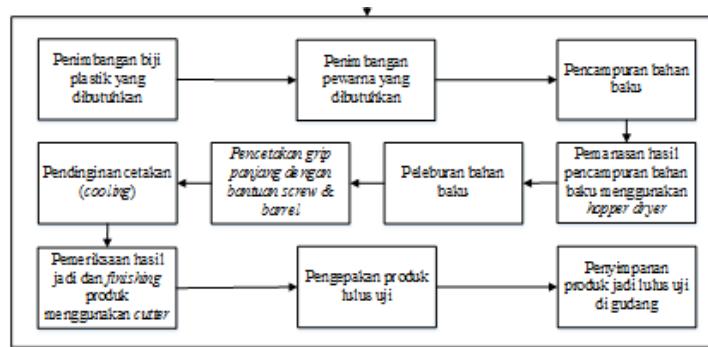 Penimbangan biji
plastik yang
dibutuhkan
Penimbangan
pewarna yang
dibutuhkan
Pencampuran bahan
baku
Pemanasan hasil
pencampuran bahan
baku menggunakan
hopper dryer
Peleburan bahan
baku
Pencetakan grip
panjang dengan
bantuan screw &
barrel
Pendinginan cetakan
(cooling)
Pemeriksaan hasil
jadi dan finishing
produk
menggunakan cutter
Pengepakan produk
lulus uji
Penyimpanan
produk jadi lulus uji
di gudang